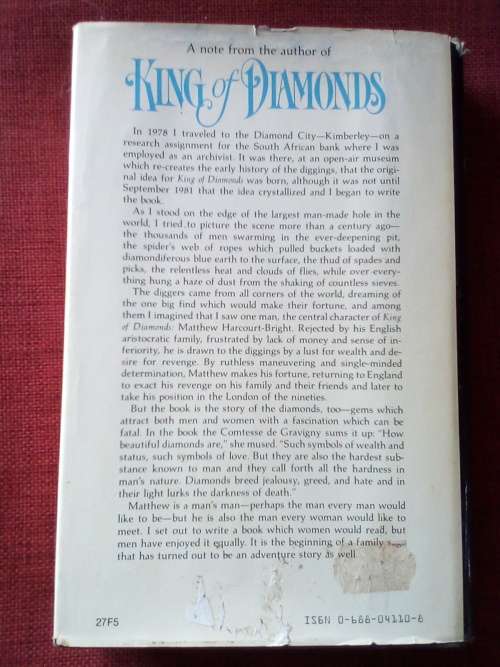 A note from the author of
KING of DIAMONDS
In 1978 I traveled to the Diamond City—Kimberley—on a
research assignment for the South African bank where I was
employed as an archivist. It was there, at an open-air museum
which re-creates the early history of the diggings, that the origi-
nal idea for King of Diamonds was born, although it was not until
September 1981 that the idea crystallized and I began to write
the book.
As I stood on the edge of the largest man-made hole in the
world, I tried to picture the scene more than a century ago—
the thousands of men swarming in the ever-deepening pit,
the spider's web of ropes which pulled buckets loaded with
diamondiferous blue earth to the surface, the thud of spades and
picks, the relentless heat and clouds of flies, while over every-
thing hung a haze of dust from the shaking of countless sieves.
The diggers came from all corners of the world, dreaming of
the one big find which would make their fortune, and among
them I imagined that I saw one man, the central character of King
of Diamonds: Matthew Harcourt-Bright. Rejected by his English
aristocratic family, frustrated by lack of money and sense of in-
feriority, he is drawn to the diggings by a lust for wealth and de-
sire for revenge. By ruthless maneuvering and single-minded
determination, Matthew makes his fortune, returning to England
to exact his revenge on his family and their friends and later to
take his position in the London of the nineties.
But the book is the story of the diamonds, too—gems which
attract both men and women with a fascination which can be
fatal. In the book the Comtesse de Gravigny sums it up: "How
beautiful diamonds are," she mused. "Such symbols of wealth and
status, such symbols of love. But they are also the hardest sub-
stance known to man and they call forth all the hardness in
man's nature. Diamonds breed jealousy, greed, and hate and in
their light lurks the darkness of death."
Matthew is a man's man—perhaps the man every man would
like to be—but he is also the man every woman would like to
meet. I set out to write a book which women would read, but
men have enjoyed it equally. It is the beginning of a family saga
that has turned out to be an adventure story as well.
27F5
ISBN 0-688-04110-8